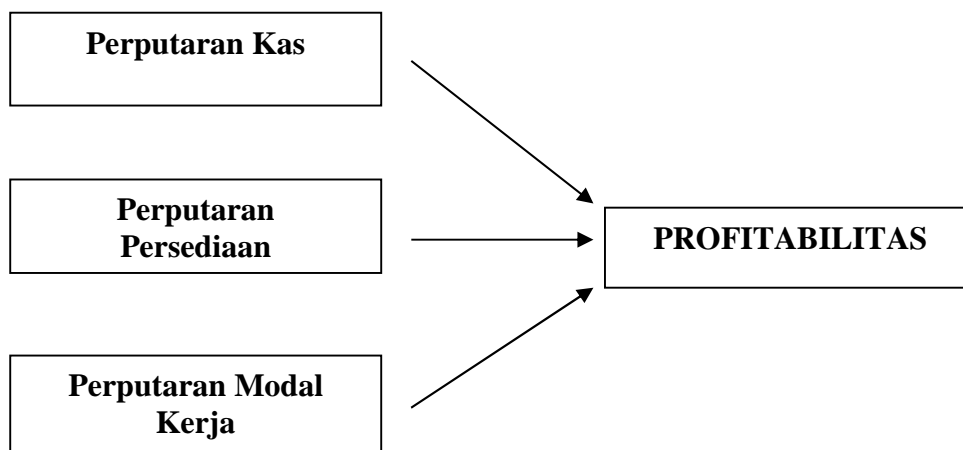 Perputaran Kas
Perputaran
Persediaan
PROFITABILITAS
Perputaran Modal
Kerja